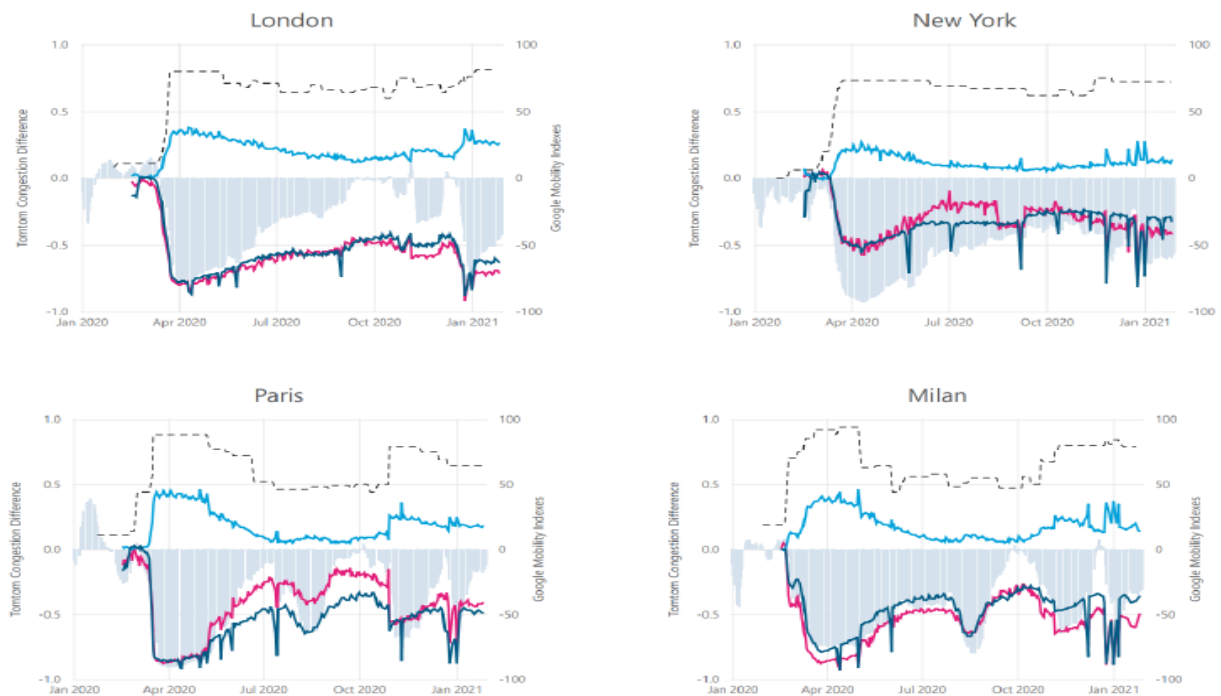 London
New York
1.0
0.5
0.0
-0.5
-1.0
Tomtom Congestion Difference
100
50
0
-50
-100
Google Mobility Indexes
Jan 2020
Apr 2020
Jul 2020
Oct 2020
Jan 2021
1.0
0.5
0.0
-0.5
-1.0
Tomtom Congestion Difference
100
50
0
-50
-100
Google Mobility Indexes
Jan 2020
Apr 2020
Jul 2020
Oct 2020
Jan 2021
Paris
Milan
1.0
0.5
0.0
-0.5
-1.0
Tomtom Congestion Difference
100
50
0
-50
-100
Google Mobility Indexes
Jan 2020
Apr 2020
Jul 2020
Oct 2020
Jan 2021
1.0
0.5
0.0
-0.5
-1.0
Tomtom Congestion Difference
100
50
0
-50
-100
Google Mobility Indexes
Jan 2020
Apr 2020
Jul 2020
Oct 2020
Jan 2021